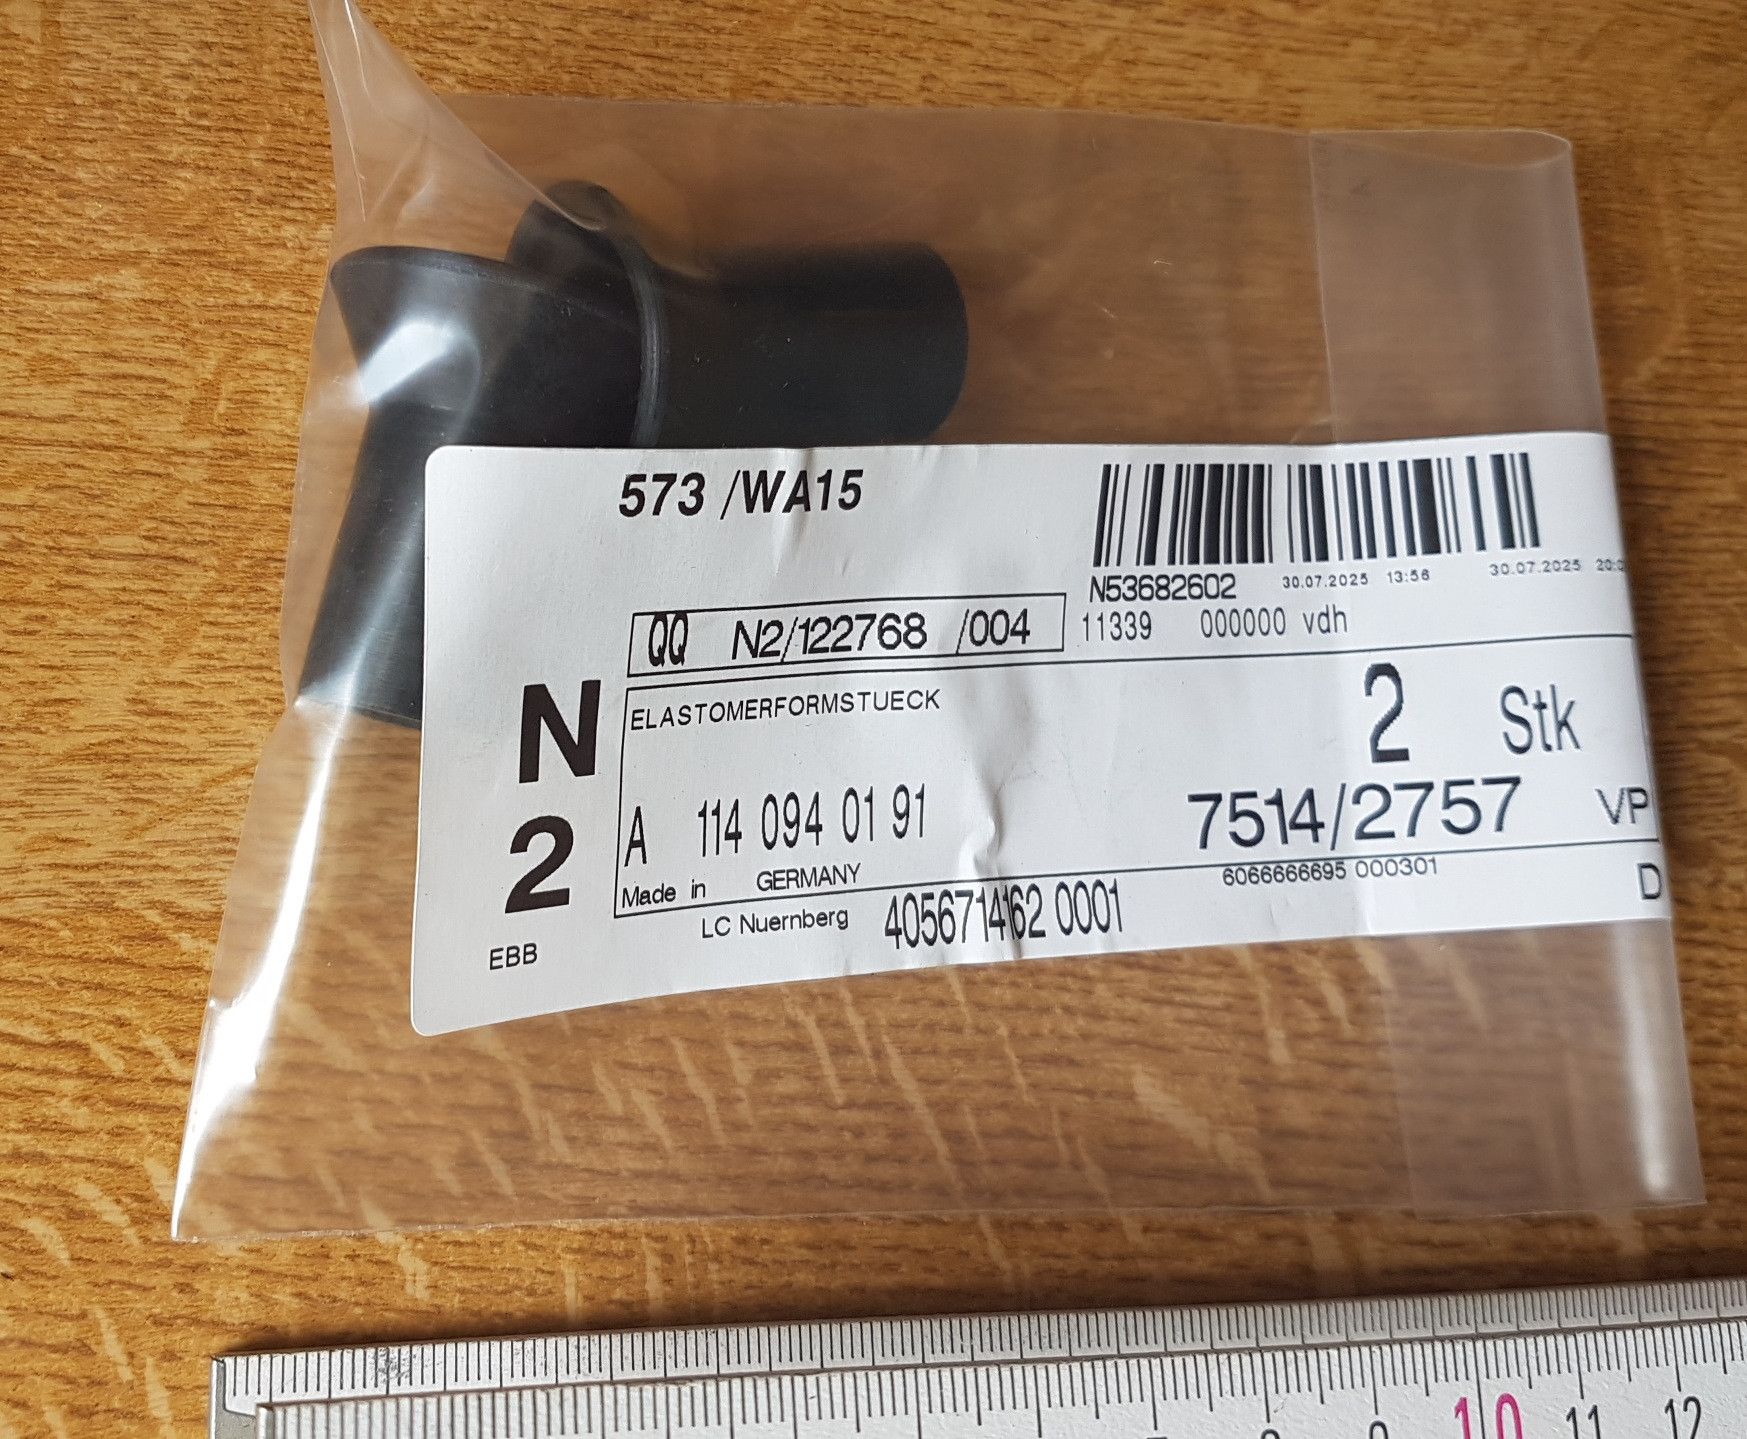 573 /WA15
N53682602 30.07.2025 13:56 30.07.2025
QQ N2/122768 /004 11339 000000 vdh
N
2
ELASTOMERFORMSTUECK
2 Stk
A 114 094 01 91 7514/2757 VP
Made in GERMANY 6066666695 000301 D
LC Nuernberg 4056714162 0001
EBB
9 10 11 12